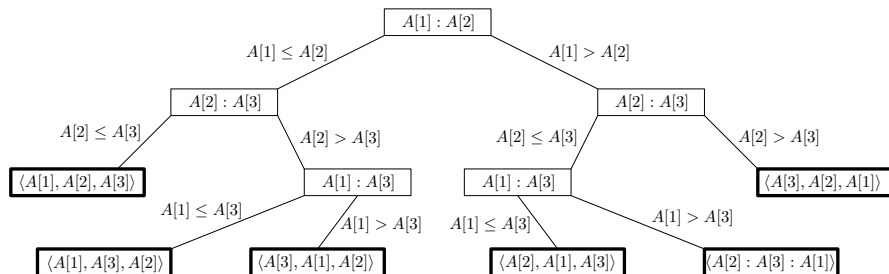 A[1] : A[2]
A[1] ≤ A[2]
A[1] > A[2]
A[2] : A[3]
A[2] : A[3]
A[2] ≤ A[3]
A[2] > A[3]
A[2] ≤ A[3]
A[2] > A[3]
⟨A[1], A[2], A[3]⟩
A[1] : A[3]
A[1] : A[3]
⟨A[3], A[2], A[1]⟩
A[1] ≤ A[3]
A[1] > A[3]
A[1] ≤ A[3]
A[1] > A[3]
⟨A[1], A[3], A[2]⟩
⟨A[3], A[1], A[2]⟩
⟨A[2], A[1], A[3]⟩
⟨A[2] : A[3] : A[1]⟩